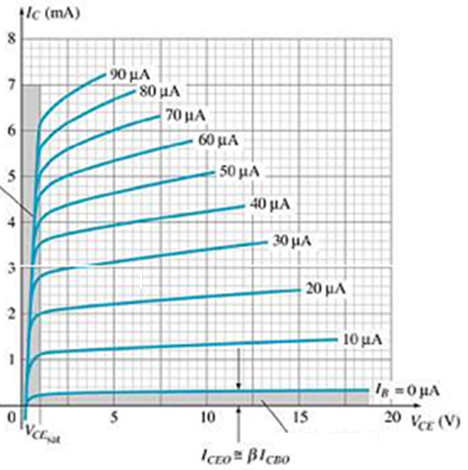 I_C (mA)
8
7
6
5
4
3
2
1
0
90 μA
80 μA
70 μA
60 μA
50 μA
40 μA
30 μA
20 μA
10 μA
I_B = 0 μA
V_CEsat
5
10
15
20
V_CE (V)
I_CEO ≅ βI_CBO